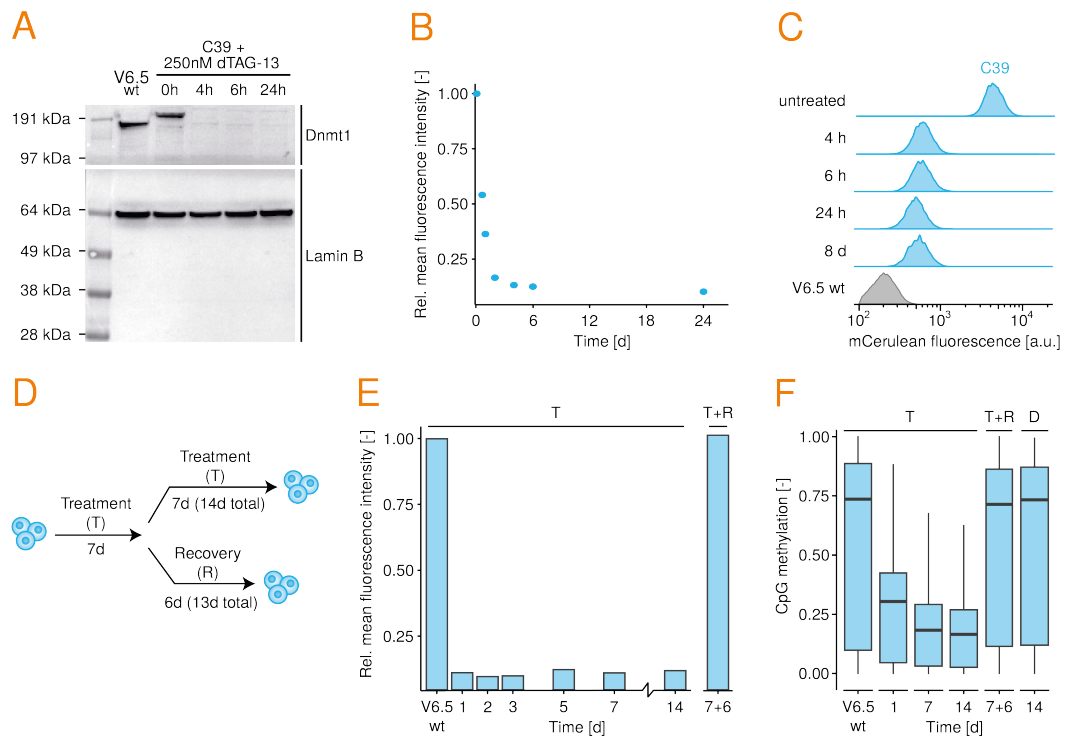 A
C39 +
250nM dTAG-13
V6.5
wt
0h 4h 6h 24h
191 kDa
97 kDa
64 kDa
49 kDa
38 kDa
28 kDa
Dnmt1
Lamin B
B
Rel. mean fluorescence intensity [-]
1.00
0.75
0.50
0.25
0 6 12 18 24
Time [d]
C
C39
untreated
4 h
6 h
24 h
8 d
V6.5 wt
10² 10³ 10⁴
mCerulean fluorescence [a.u.]
D
Treatment
(T)
7d
Treatment
(T)
7d (14d total)
Recovery
(R)
6d (13d total)
E
T T+R
Rel. mean fluorescence intensity [-]
1.00
0.75
0.50
0.25
V6.5 1 2 3 5 7 14 7+6
wt
Time [d]
F
T T+R D
CpG methylation [-]
1.00
0.75
0.50
0.25
0.00
V6.5 1 7 14 7+6 14
wt
Time [d]